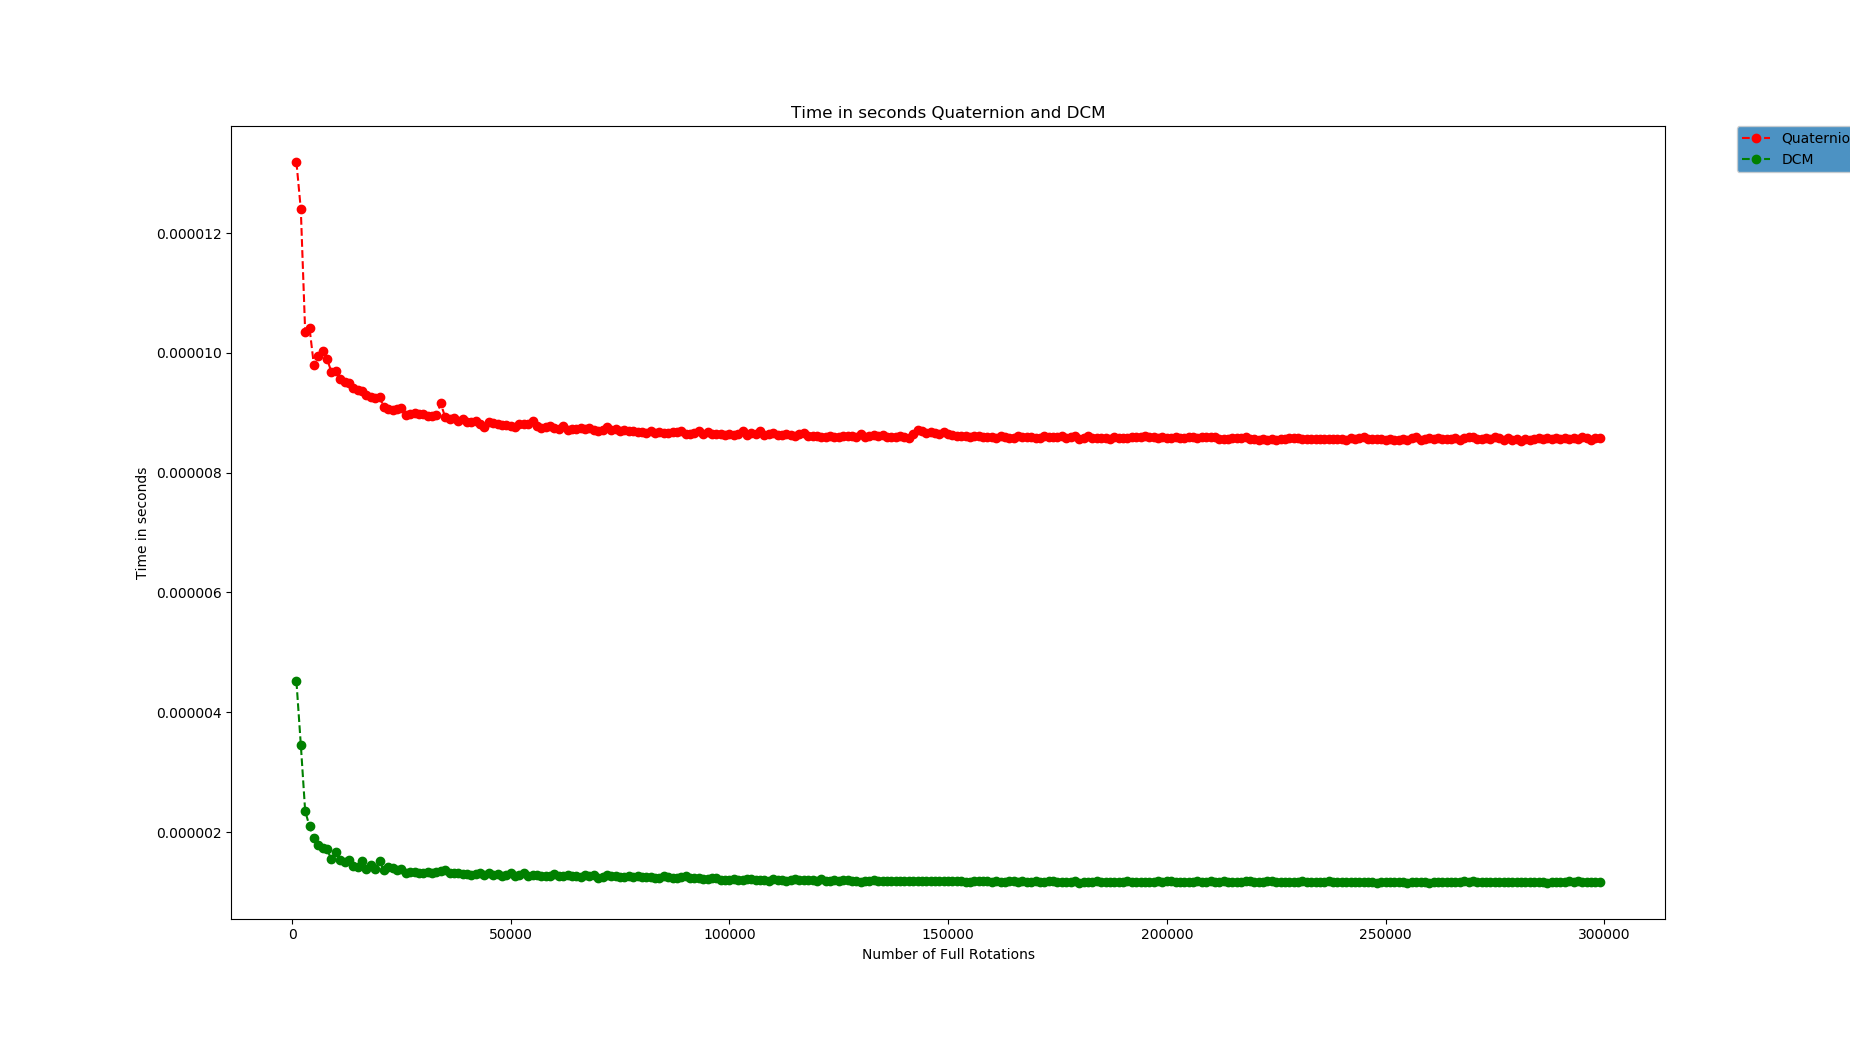 Time in seconds Quaternion and DCM
Quaternio
DCM
0.000012
0.000010
0.000008
0.000006
0.000004
0.000002
Time in seconds
0 50000 100000 150000 200000 250000 300000
Number of Full Rotations